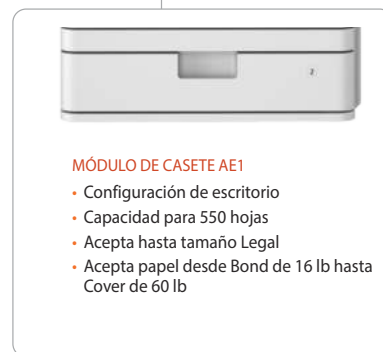 2
MÓDULO DE CASETE AE1
• Configuración de escritorio
• Capacidad para 550 hojas
• Acepta hasta tamaño Legal
• Acepta papel desde Bond de 16 lb hasta
Cover de 60 lb